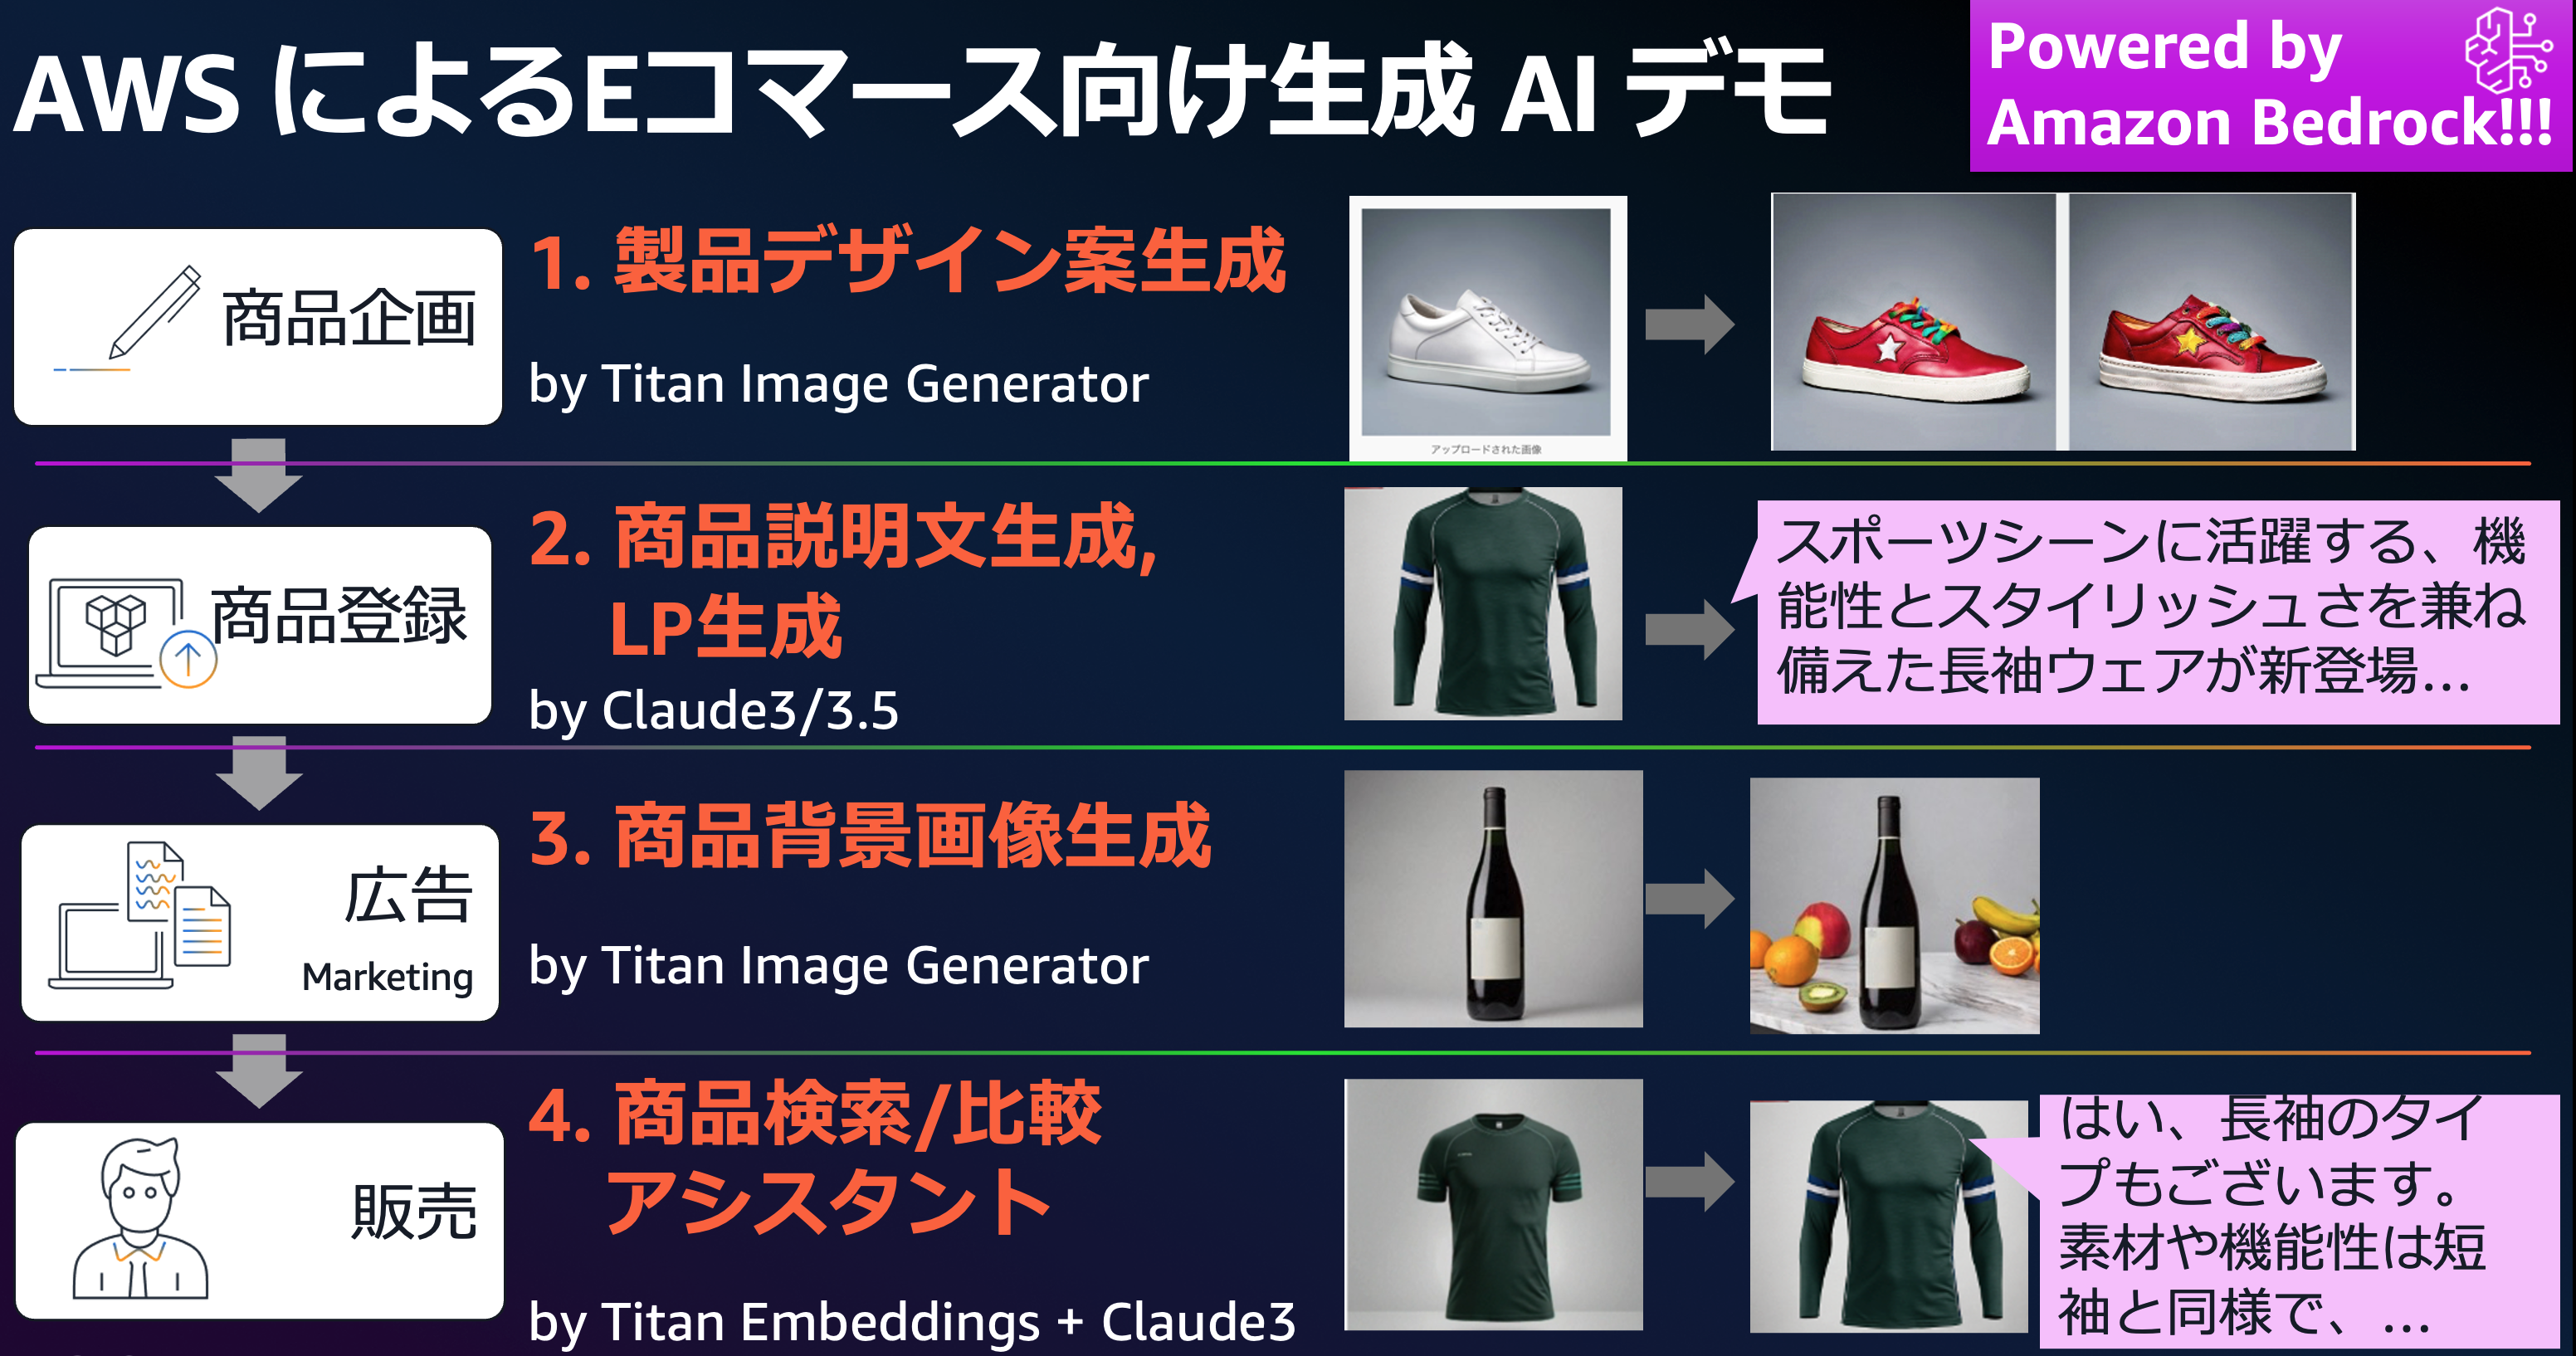 AWS によるEコマース向け生成 AI デモ
Powered by
Amazon Bedrock!!!
商品企画
1. 製品デザイン案生成
by Titan Image Generator
アップロードされた画像
商品登録
2. 商品説明文生成,
LP生成
by Claude3/3.5
スポーツシーンに活躍する、機
能性とスタイリッシュさを兼ね
備えた長袖ウェアが新登場…
広告
Marketing
3. 商品背景画像生成
by Titan Image Generator
販売
4. 商品検索/比較
アシスタント
by Titan Embeddings + Claude3
はい、長袖のタイ
プもございます。
素材や機能性は短
袖と同様で、…